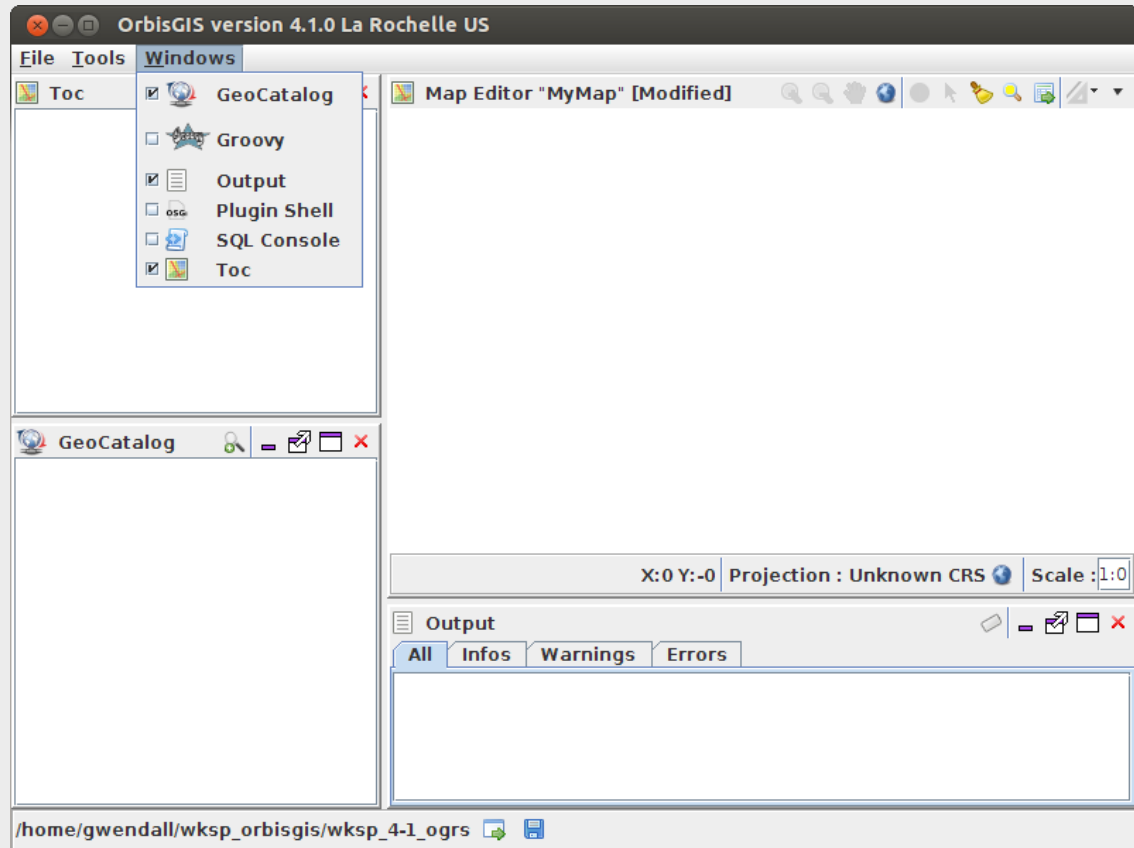 OrbisGIS version 4.1.0 La Rochelle US
File Tools Windows
Toc
GeoCatalog
Groovy
Output
OSGi
Plugin Shell
SQL Console
Toc
Map Editor "MyMap" [Modified]
GeoCatalog
X:0 Y:-0 Projection : Unknown CRS Scale : 1:0
Output
All Infos Warnings Errors
/home/gwendall/wksp_orbisgis/wksp_4-1_ogrs